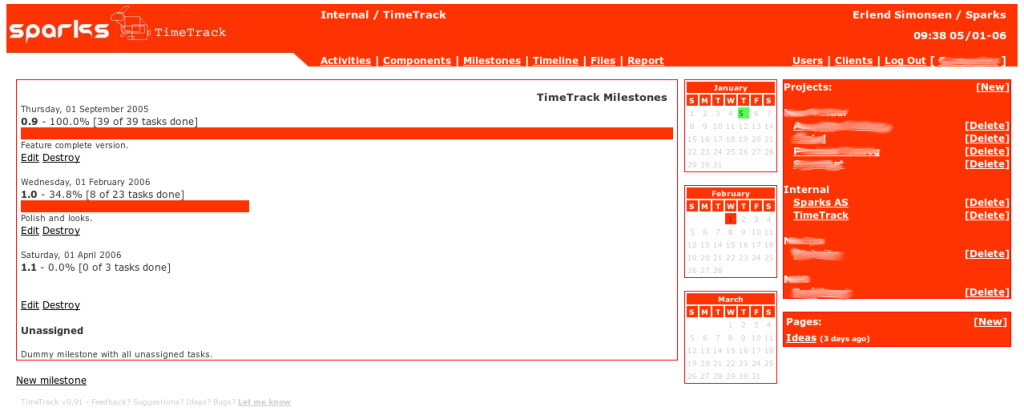 sparks TimeTrack
Internal / TimeTrack
Erlend Simonsen / Sparks
09:38 05/01-06
Activities | Components | Milestones | Timeline | Files | Report
Users | Clients | Log Out [ ]
TimeTrack Milestones
Thursday, 01 September 2005
0.9 - 100.0% [39 of 39 tasks done]
Feature complete version.
Edit Destroy
Wednesday, 01 February 2006
1.0 - 34.8% [8 of 23 tasks done]
Polish and looks.
Edit Destroy
Saturday, 01 April 2006
1.1 - 0.0% [0 of 3 tasks done]
Edit Destroy
Unassigned
Dummy milestone with all unassigned tasks.
New milestone
TimeTrack v0.91 - Feedback? Suggestions? Ideas? Bugs? Let me know
January
S M T W T F S
1 2 3 4 5 6 7
8 9 10 11 12 13 14
15 16 17 18 19 20 21
22 23 24 25 26 27 28
29 30 31
February
S M T W T F S
1 2 3 4
5 6 7 8 9 10 11
12 13 14 15 16 17 18
19 20 21 22 23 24 25
26 27 28
March
S M T W T F S
1 2 3 4
5 6 7 8 9 10 11
12 13 14 15 16 17 18
19 20 21 22 23 24 25
26 27 28 29 30 31
Projects: [New]
[Delete]
[Delete]
[Delete]
[Delete]
Internal
Sparks AS [Delete]
TimeTrack [Delete]
[Delete]
[Delete]
Pages: [New]
Ideas (3 days ago)